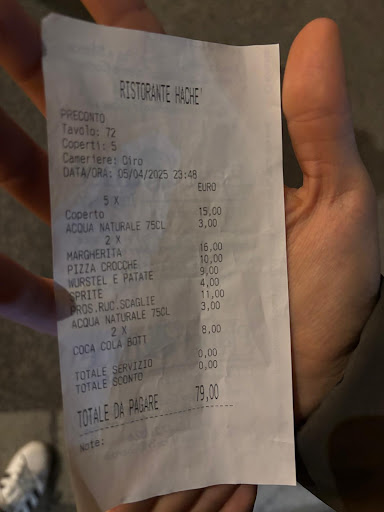 RISTORANTE HACHE'
PRECONTO
Tavolo: 72
Coperti: 5
Cameriere: Ciro
DATA/ORA: 05/04/2025 23:48
EURO
5 X
Coperto 15,00
ACQUA NATURALE 75CL 3,00
2 X
MARGHERITA 16,00
PIZZA CROCCHE 10,00
WURSTEL E PATATE 9,00
SPRITE 4,00
PROS.RUC.SCAGLIE 11,00
ACQUA NATURALE 75CL 3,00
2 X
COCA COLA BOTT 8,00
TOTALE SERVIZIO 0,00
TOTALE SCONTO 0,00
TOTALE DA PAGARE 79,00
Note: